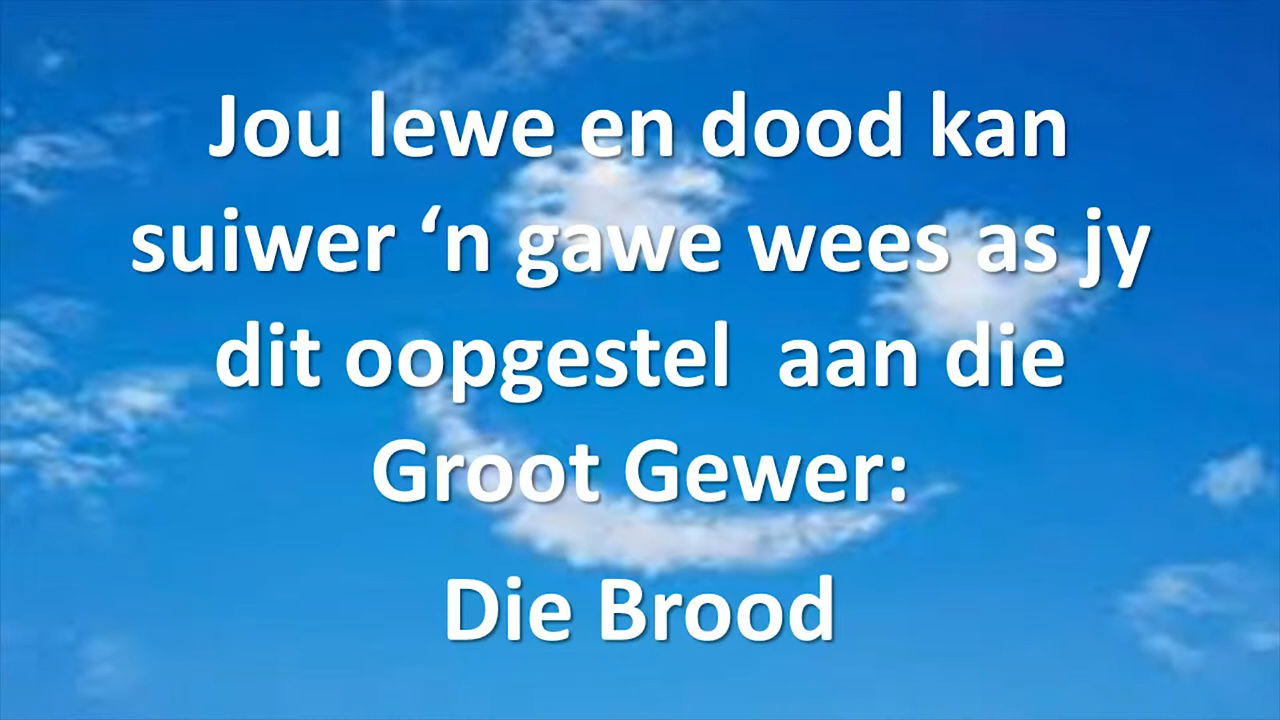 Jou lewe en dood kan
suiwer ‘n gawe wees as jy
dit oopgestel  aan die
Groot Gewer:
Die Brood